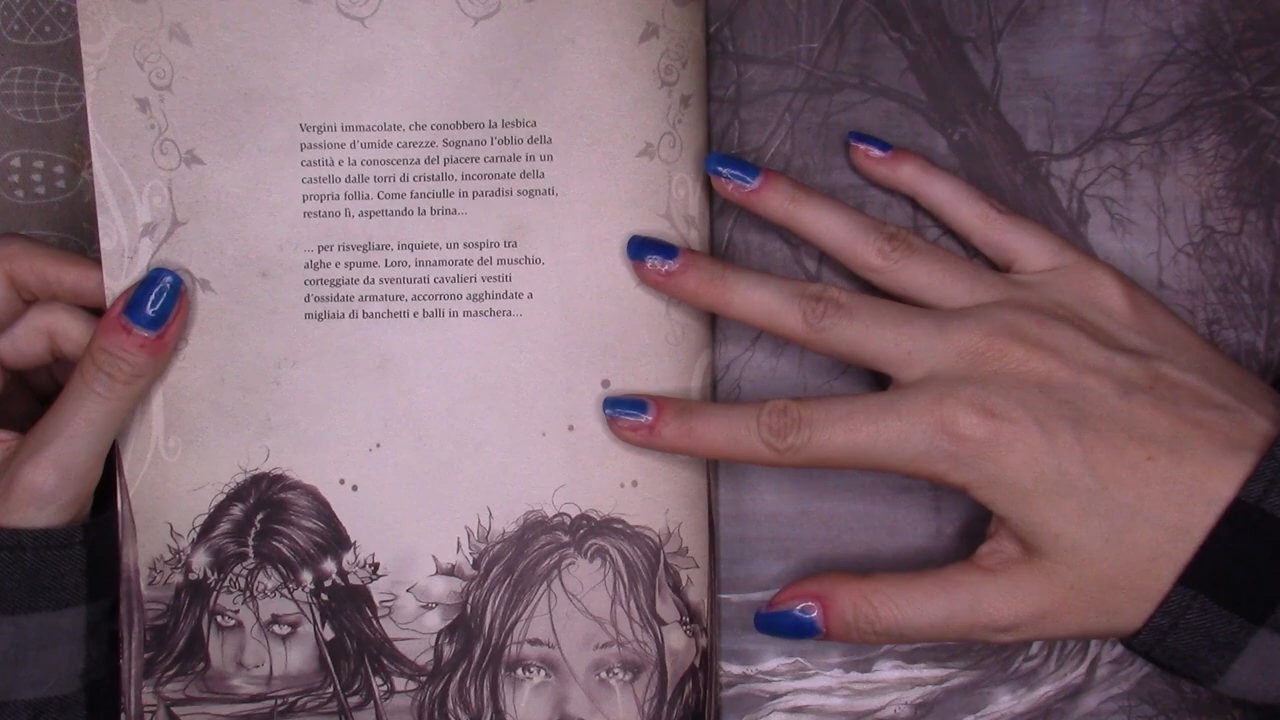 Vergini immacolate, che conobbero la lesbica
passione d'umide carezze. Sognano l'oblio della
castità e la conoscenza del piacere carnale in un
castello dalle torri di cristallo, incoronate della
propria follia. Come fanciulle in paradisi sognati,
restano lì, aspettando la brina...
... per risvegliare, inquiete, un sospiro tra
alghe e spume. Loro, innamorate del muschio,
corteggiate da sventurati cavalieri vestiti
d'ossidate armature, accorrono agghindate a
migliaia di banchetti e balli in maschera...